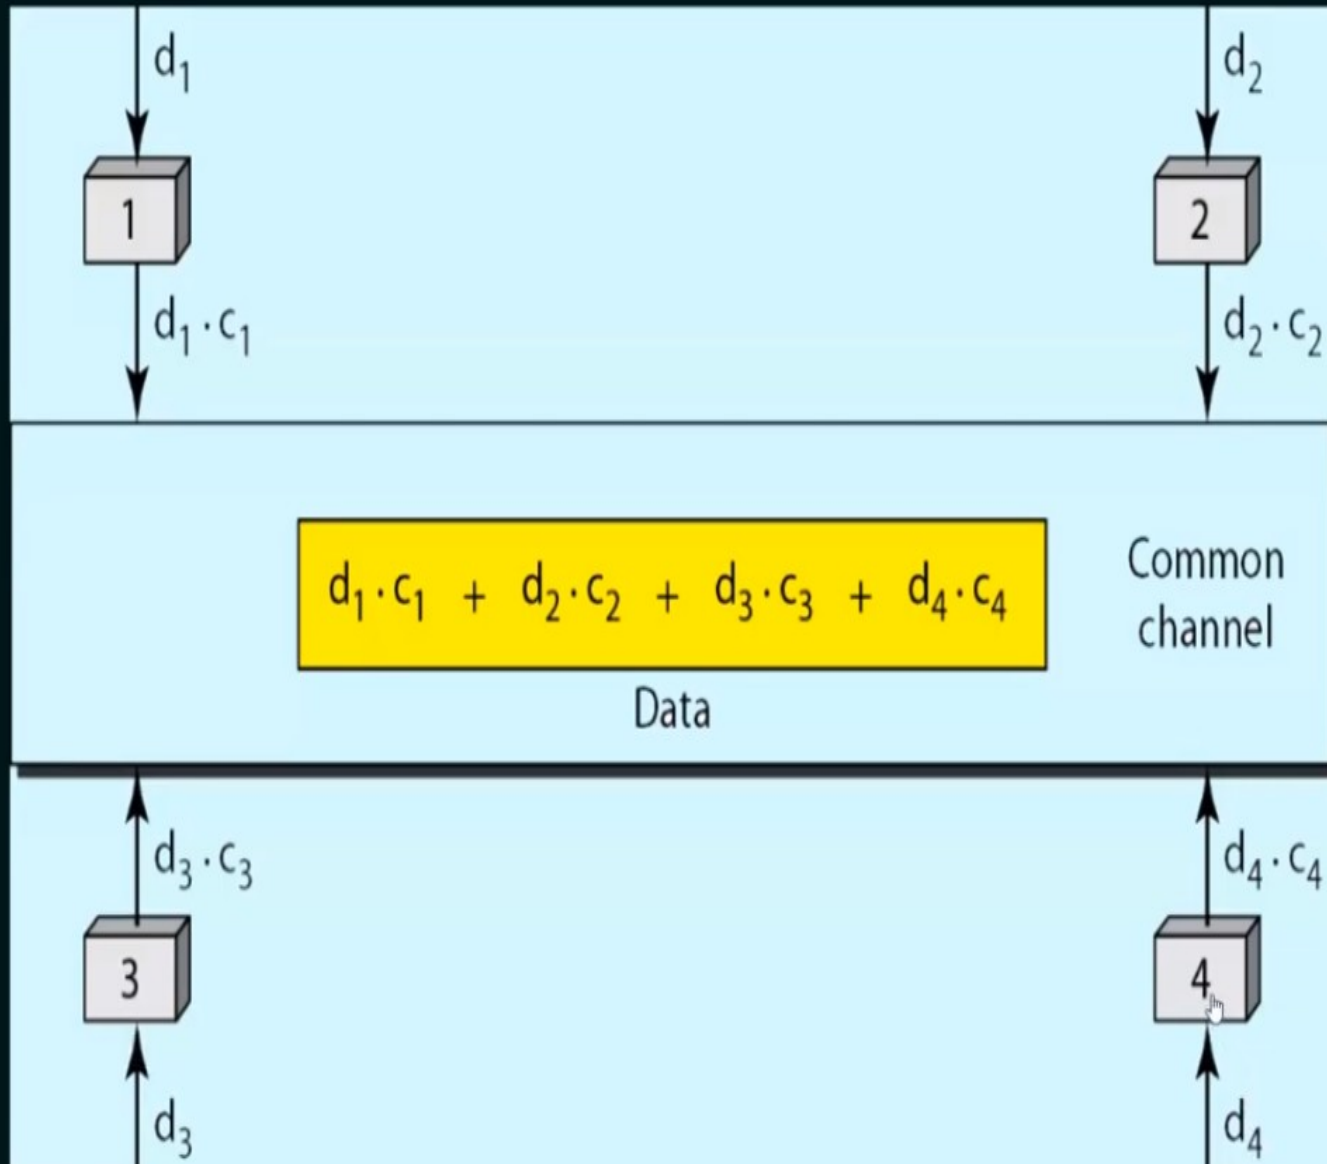 d₁ d₂
1 2
d₁ · c₁ d₂ · c₂
d₁ · c₁ + d₂ · c₂ + d₃ · c₃ + d₄ · c₄
Common
channel
Data
d₃ · c₃ d₄ · c₄
3 4
d₃ d₄